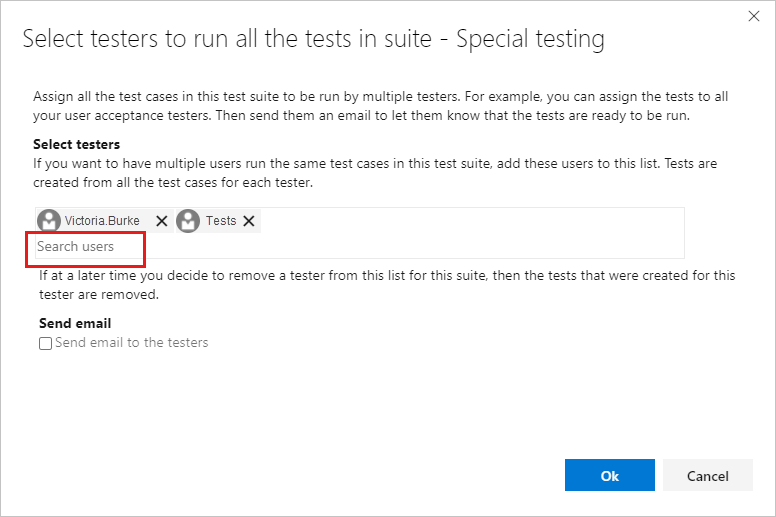 Select testers to run all the tests in suite - Special testing
Assign all the test cases in this test suite to be run by multiple testers. For example, you can assign the tests to all
your user acceptance testers. Then send them an email to let them know that the tests are ready to be run.
Select testers
If you want to have multiple users run the same test cases in this test suite, add these users to this list. Tests are
created from all the test cases for each tester.
Victoria.Burke Tests
Search users
If at a later time you decide to remove a tester from this list for this suite, then the tests that were created for this
tester are removed.
Send email
Send email to the testers
Ok Cancel